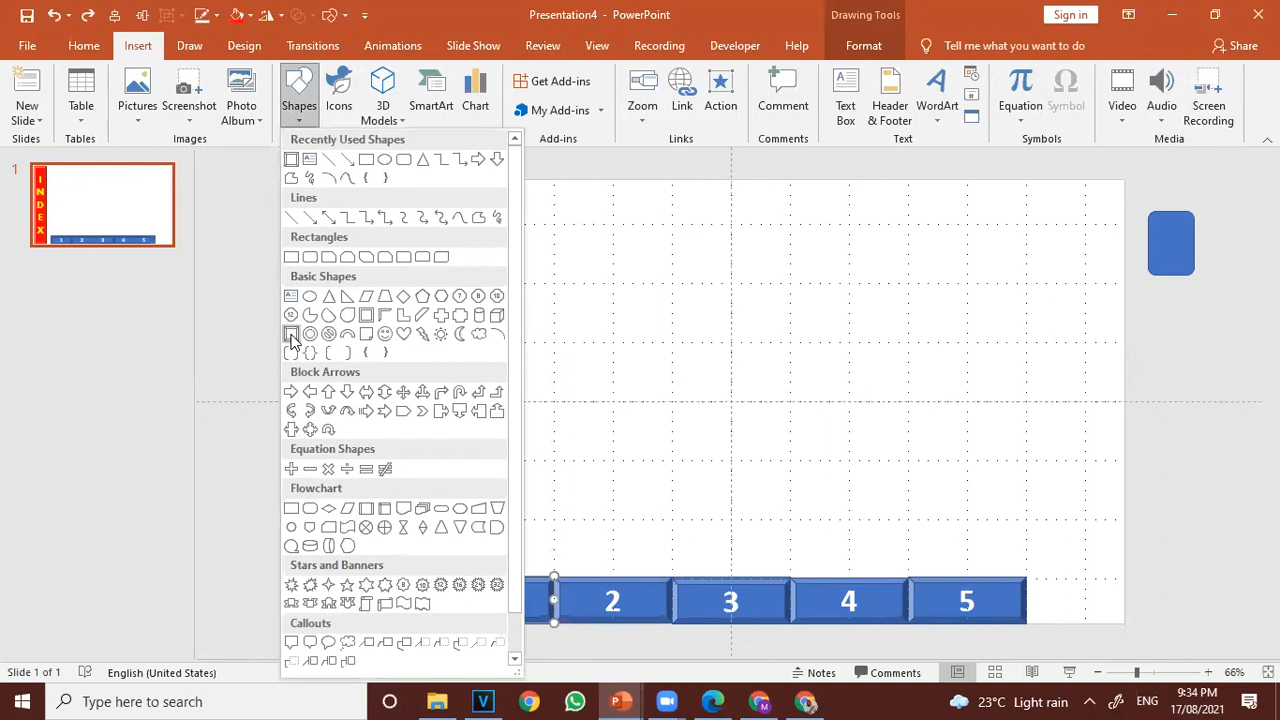 Presentation4 - PowerPoint
Drawing Tools
Sign in
File
Home
Insert
Draw
Design
Transitions
Animations
Slide Show
Review
View
Recording
Developer
Help
Format
Tell me what you want to do
Share
New
Slide
Table
Pictures
Screenshot
Photo
Album
Shapes
Icons
3D
Models
SmartArt
Chart
Get Add-ins
My Add-ins
Zoom
Link
Action
Comment
Text
Box
Header
& Footer
WordArt
Equation
Symbol
Video
Audio
Screen
Recording
Slides
Tables
Images
Add-ins
Links
Comments
Text
Symbols
Media
Recently Used Shapes
Lines
Rectangles
Basic Shapes
Block Arrows
Equation Shapes
Flowchart
Stars and Banners
Callouts
1
I
N
D
E
X
1 2 3 4 5
2 3 4 5
Slide 1 of 1
English (United States)
Notes
Comments
66%
Type here to search
23°C Light rain
ENG
9:34 PM
17/08/2021